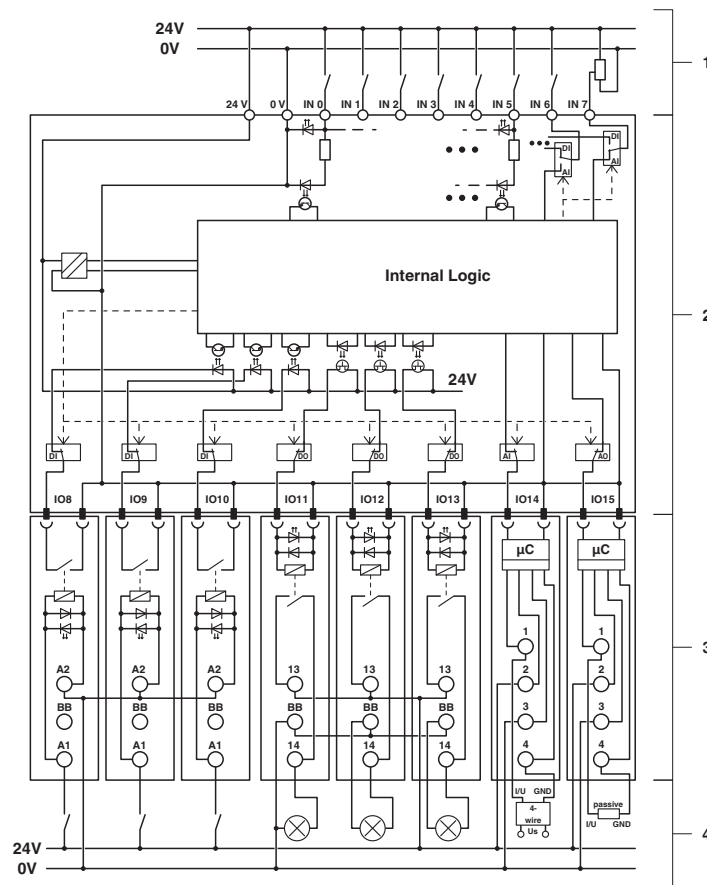 24V
0V
1
24 V 0 V IN 0 IN 1 IN 2 IN 3 IN 4 IN 5 IN 6 IN 7
DI
DI
AI
AI
Internal Logic
2
24V
DI DI DI DO DO DO AI AO
IO8 IO9 IO10 IO11 IO12 IO13 IO14 IO15
µC µC
1 1
3
A2 A2 A2 13 13 13 2 2
BB BB BB BB BB BB 3 3
A1 A1 A1 14 14 14 4 4
I/U GND passive
4-
wire
I/U GND
Us
4
24V
0V